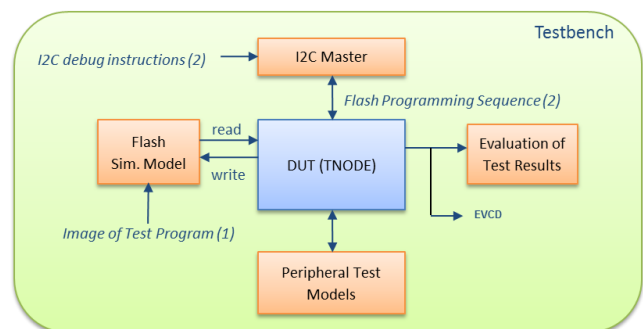 Testbench
I2C debug instructions (2)
I2C Master
Flash Programming Sequence (2)
Flash
Sim. Model
read
write
DUT (TNODE)
Evaluation of
Test Results
EVCD
Image of Test Program (1)
Peripheral Test
Models